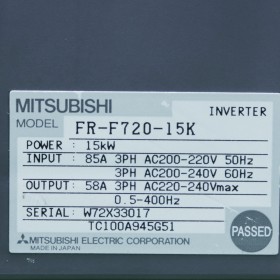 MITSUBISHI INVERTER
MODEL FR-F720-15K
POWER : 15kW
INPUT : 85A 3PH AC200-220V 50Hz
3PH AC200-240V 60Hz
OUTPUT : 58A 3PH AC220-240Vmax
0.5-400Hz
SERIAL : W72X33017
TC100A945G51
PASSED
MITSUBISHI ELECTRIC CORPORATION
MADE IN JAPAN